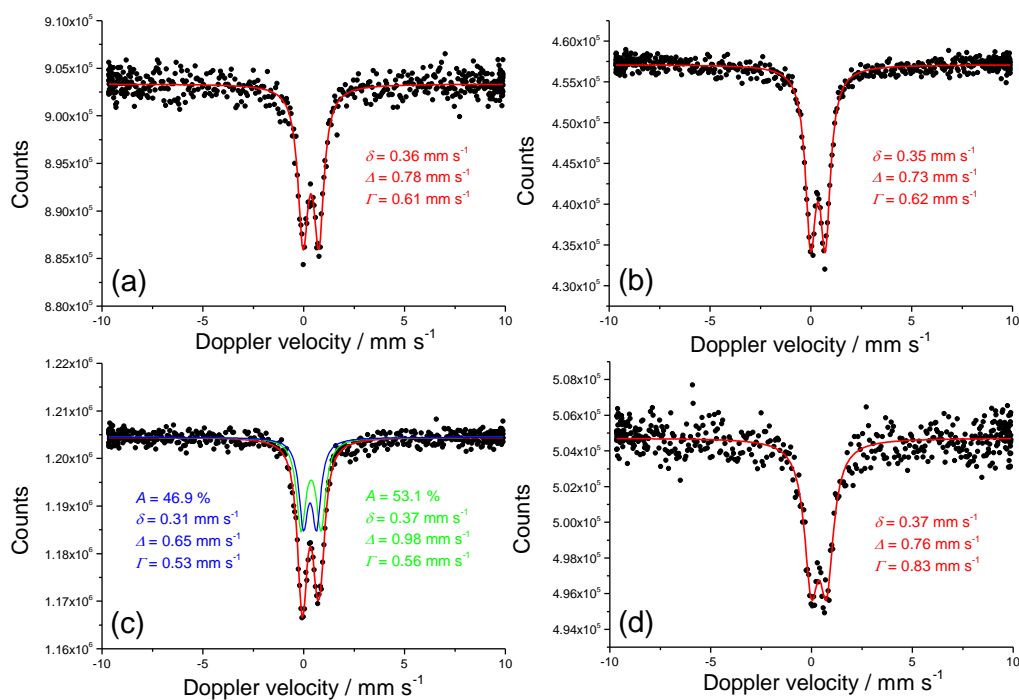 9.10x10⁵
9.05x10⁵
9.00x10⁵
8.95x10⁵
8.90x10⁵
8.85x10⁵
8.80x10⁵
Counts
δ = 0.36 mm s⁻¹
Δ = 0.78 mm s⁻¹
Γ = 0.61 mm s⁻¹
(a)
-10 -5 0 5 10
Doppler velocity / mm s⁻¹
4.60x10⁵
4.55x10⁵
4.50x10⁵
4.45x10⁵
4.40x10⁵
4.35x10⁵
4.30x10⁵
Counts
δ = 0.35 mm s⁻¹
Δ = 0.73 mm s⁻¹
Γ = 0.62 mm s⁻¹
(b)
-10 -5 0 5 10
Doppler velocity / mm s⁻¹
1.22x10⁶
1.21x10⁶
1.20x10⁶
1.19x10⁶
1.18x10⁶
1.17x10⁶
1.16x10⁶
Counts
A = 46.9 %
δ = 0.31 mm s⁻¹
Δ = 0.65 mm s⁻¹
Γ = 0.53 mm s⁻¹
A = 53.1 %
δ = 0.37 mm s⁻¹
Δ = 0.98 mm s⁻¹
Γ = 0.56 mm s⁻¹
(c)
-10 -5 0 5 10
Doppler velocity / mm s⁻¹
5.08x10⁵
5.06x10⁵
5.04x10⁵
5.02x10⁵
5.00x10⁵
4.98x10⁵
4.96x10⁵
4.94x10⁵
Counts
δ = 0.37 mm s⁻¹
Δ = 0.76 mm s⁻¹
Γ = 0.83 mm s⁻¹
(d)
-10 -5 0 5 10
Doppler velocity / mm s⁻¹